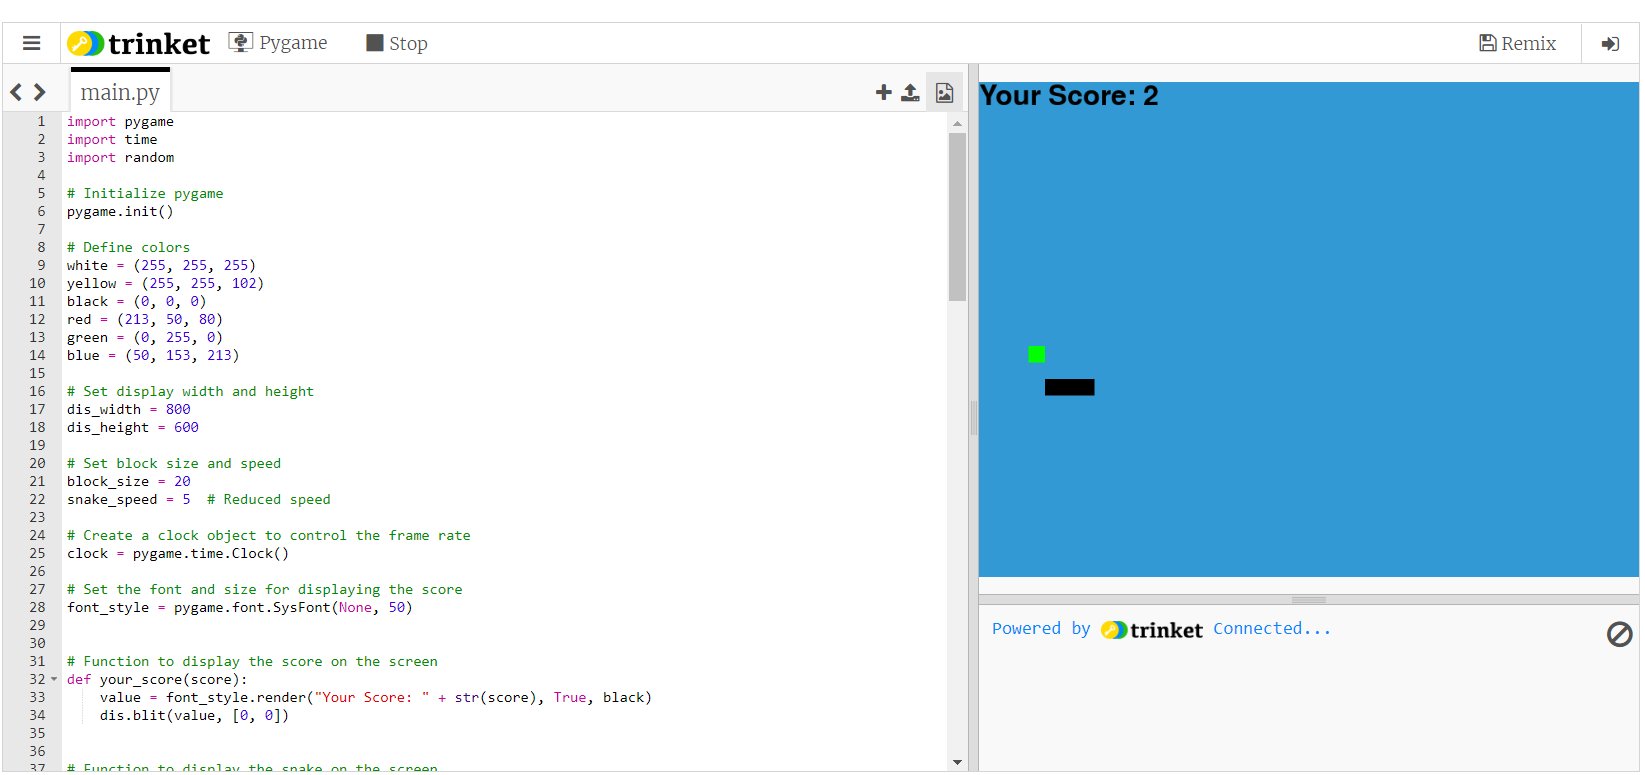 trinket Pygame Stop Remix
main.py
1 import pygame
2 import time
3 import random
4
5 # Initialize pygame
6 pygame.init()
7
8 # Define colors
9 white = (255, 255, 255)
10 yellow = (255, 255, 102)
11 black = (0, 0, 0)
12 red = (213, 50, 80)
13 green = (0, 255, 0)
14 blue = (50, 153, 213)
15
16 # Set display width and height
17 dis_width = 800
18 dis_height = 600
19
20 # Set block size and speed
21 block_size = 20
22 snake_speed = 5  # Reduced speed
23
24 # Create a clock object to control the frame rate
25 clock = pygame.time.Clock()
26
27 # Set the font and size for displaying the score
28 font_style = pygame.font.SysFont(None, 50)
29
30
31 # Function to display the score on the screen
32 def your_score(score):
33     value = font_style.render("Your Score: " + str(score), True, black)
34     dis.blit(value, [0, 0])
35
36
37 # Function to display the snake on the screen
Your Score: 2
Powered by trinket Connected...